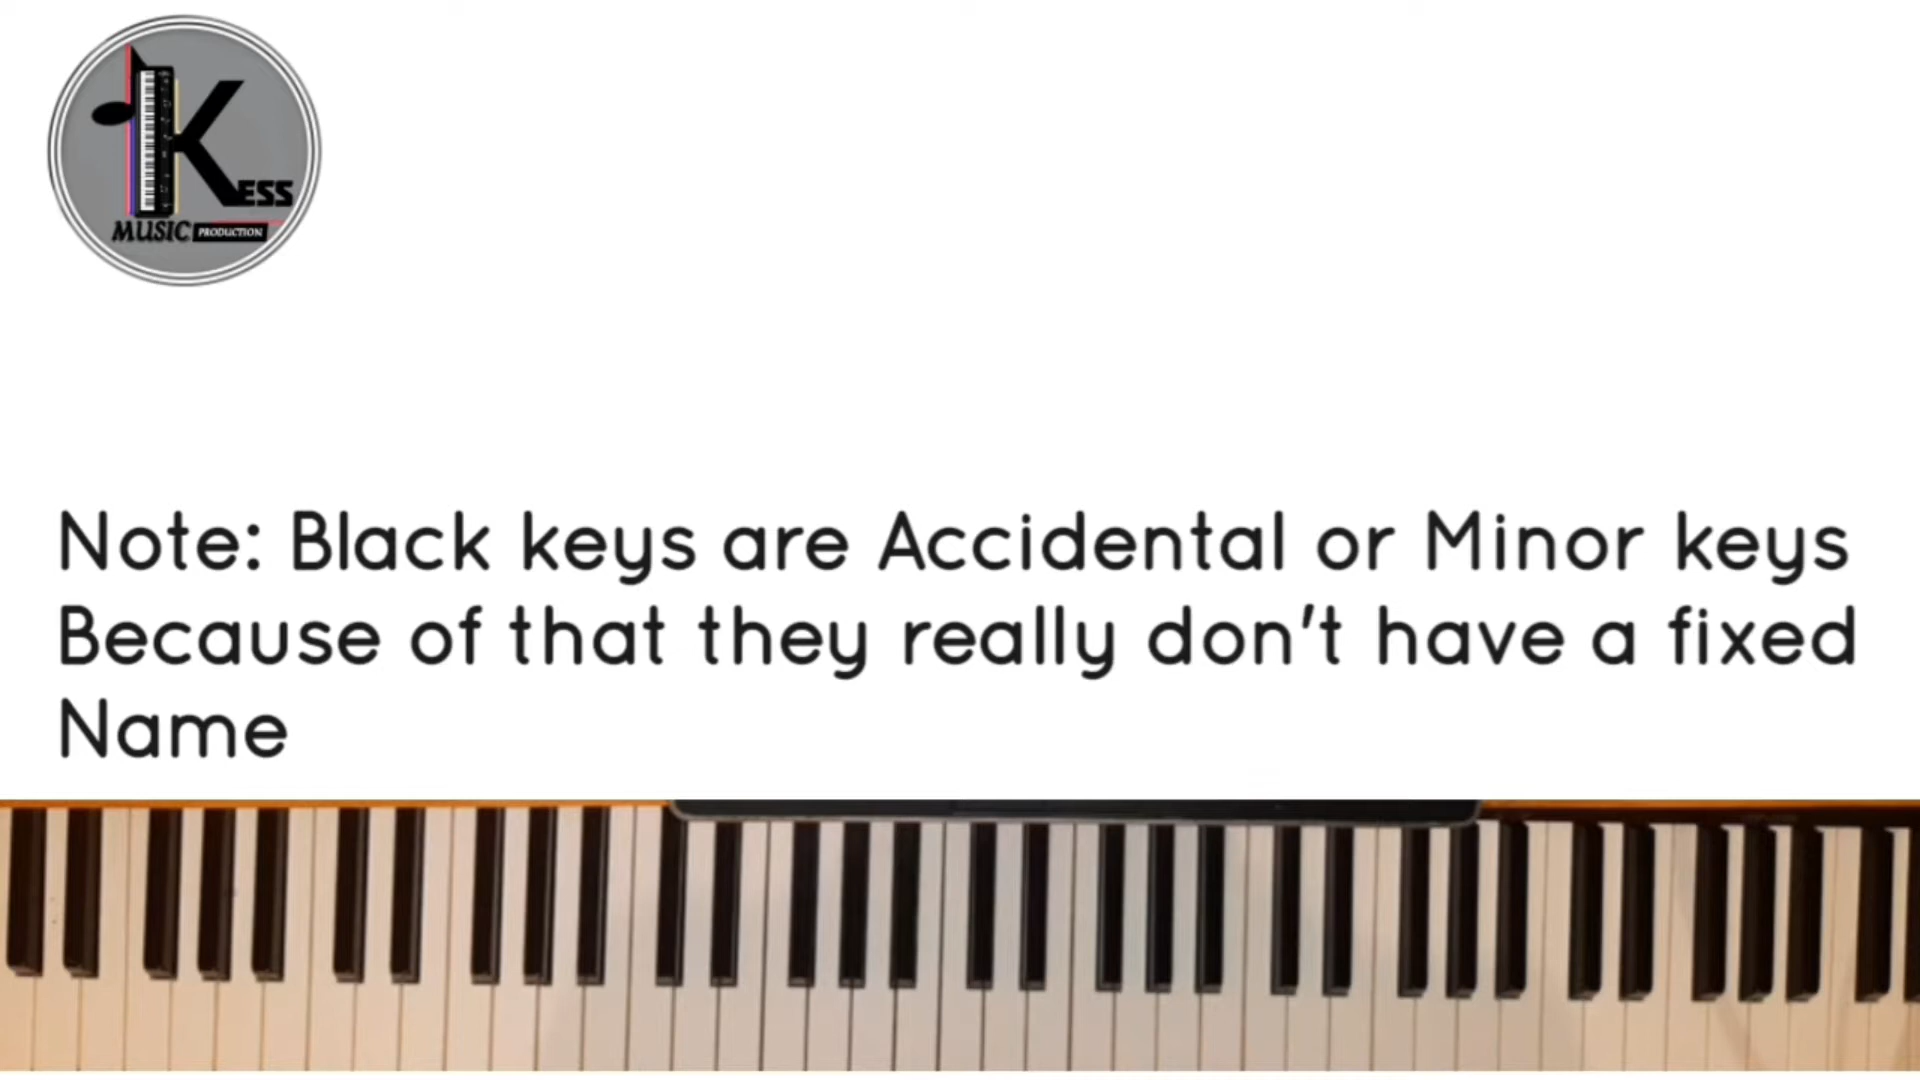 KESS
MUSIC PRODUCTION
Note: Black keys are Accidental or Minor keys
Because of that they really don't have a fixed
Name